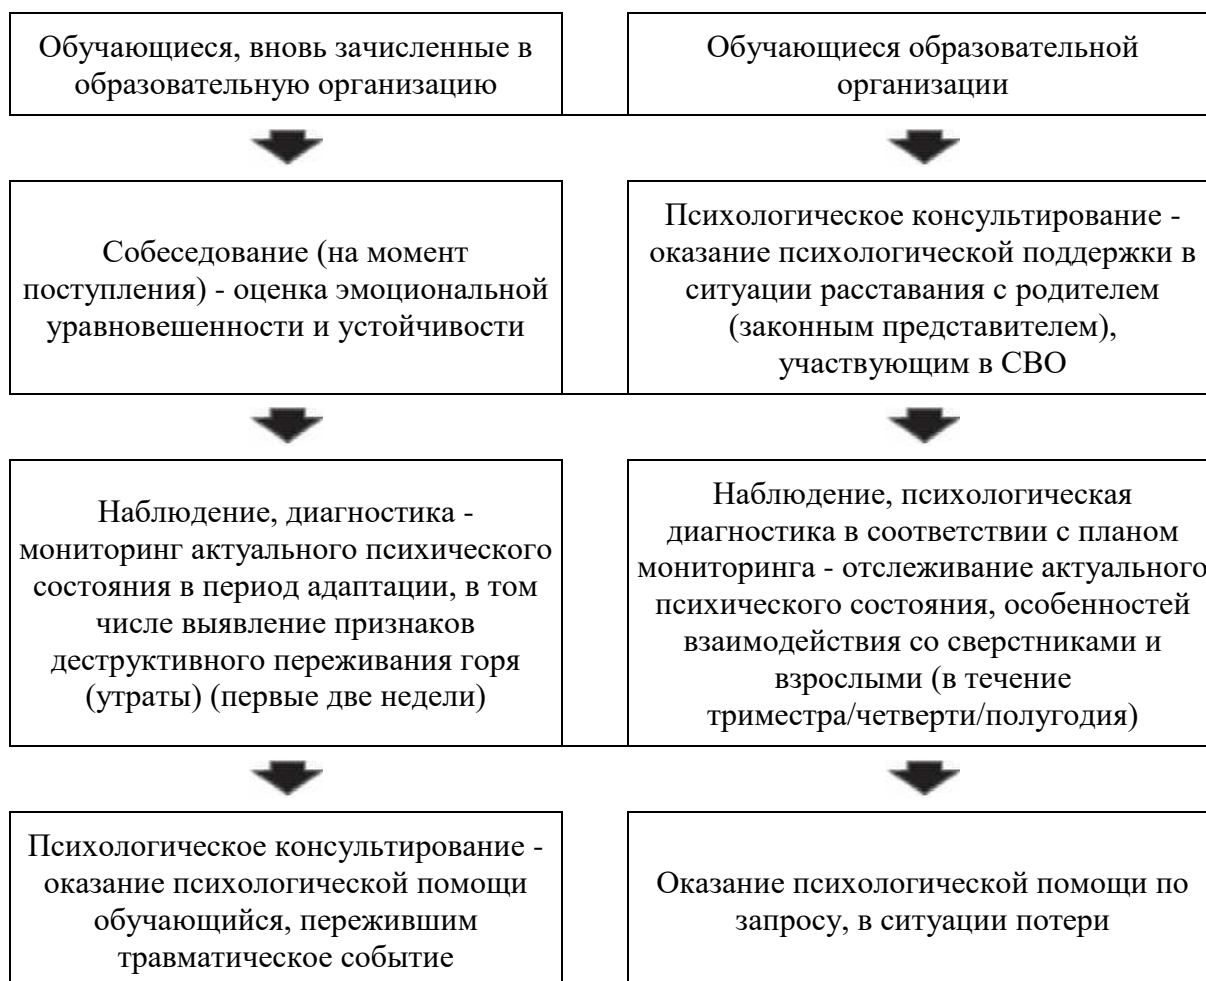 Обучающиеся, вновь зачисленные в
образовательную организацию
Обучающиеся образовательной
организации
Собеседование (на момент
поступления) - оценка эмоциональной
уравновешенности и устойчивости
Психологическое консультирование -
оказание психологической поддержки в
ситуации расставания с родителем
(законным представителем),
участвующим в СВО
Наблюдение, диагностика -
мониторинг актуального психического
состояния в период адаптации, в том
числе выявление признаков
деструктивного переживания горя
(утраты) (первые две недели)
Наблюдение, психологическая
диагностика в соответствии с планом
мониторинга - отслеживание актуального
психического состояния, особенностей
взаимодействия со сверстниками и
взрослыми (в течение
триместра/четверти/полугодия)
Психологическое консультирование -
оказание психологической помощи
обучающийся, пережившим
травматическое событие
Оказание психологической помощи по
запросу, в ситуации потери